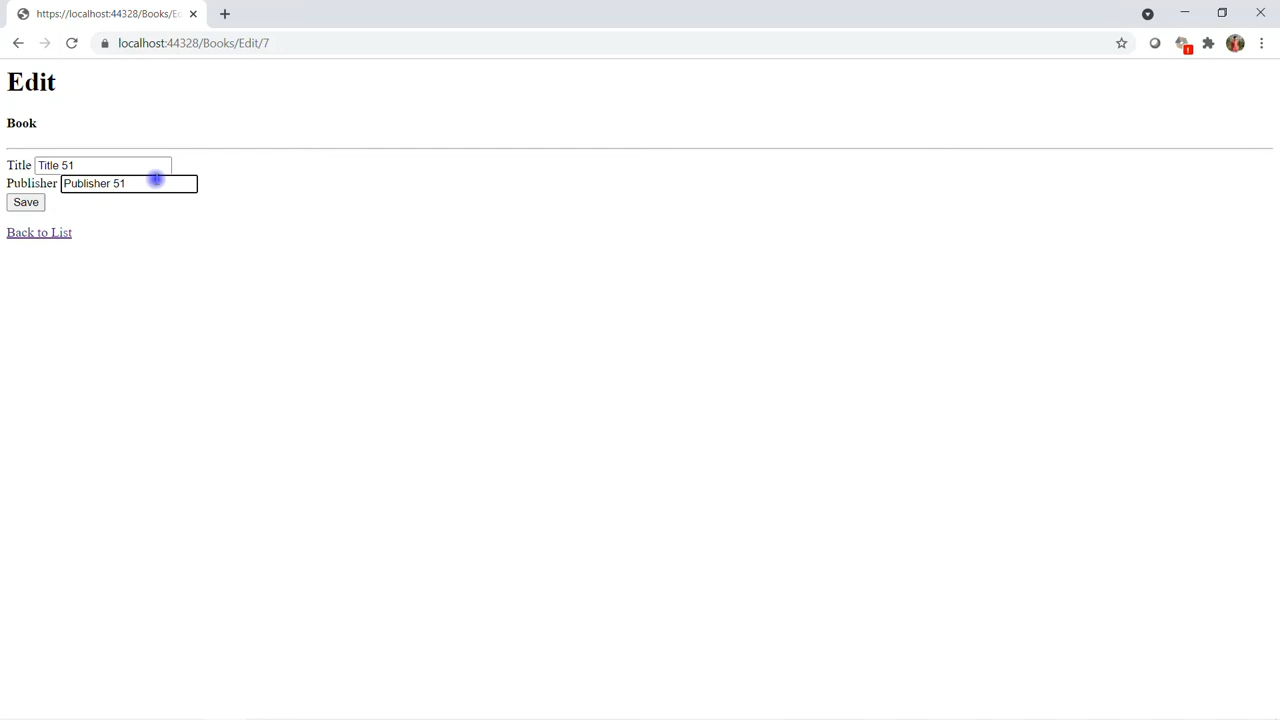 https://localhost:44328/Books/Ed
localhost:44328/Books/Edit/7
Edit
Book
Title Title 51
Publisher Publisher 51
Save
Back to List